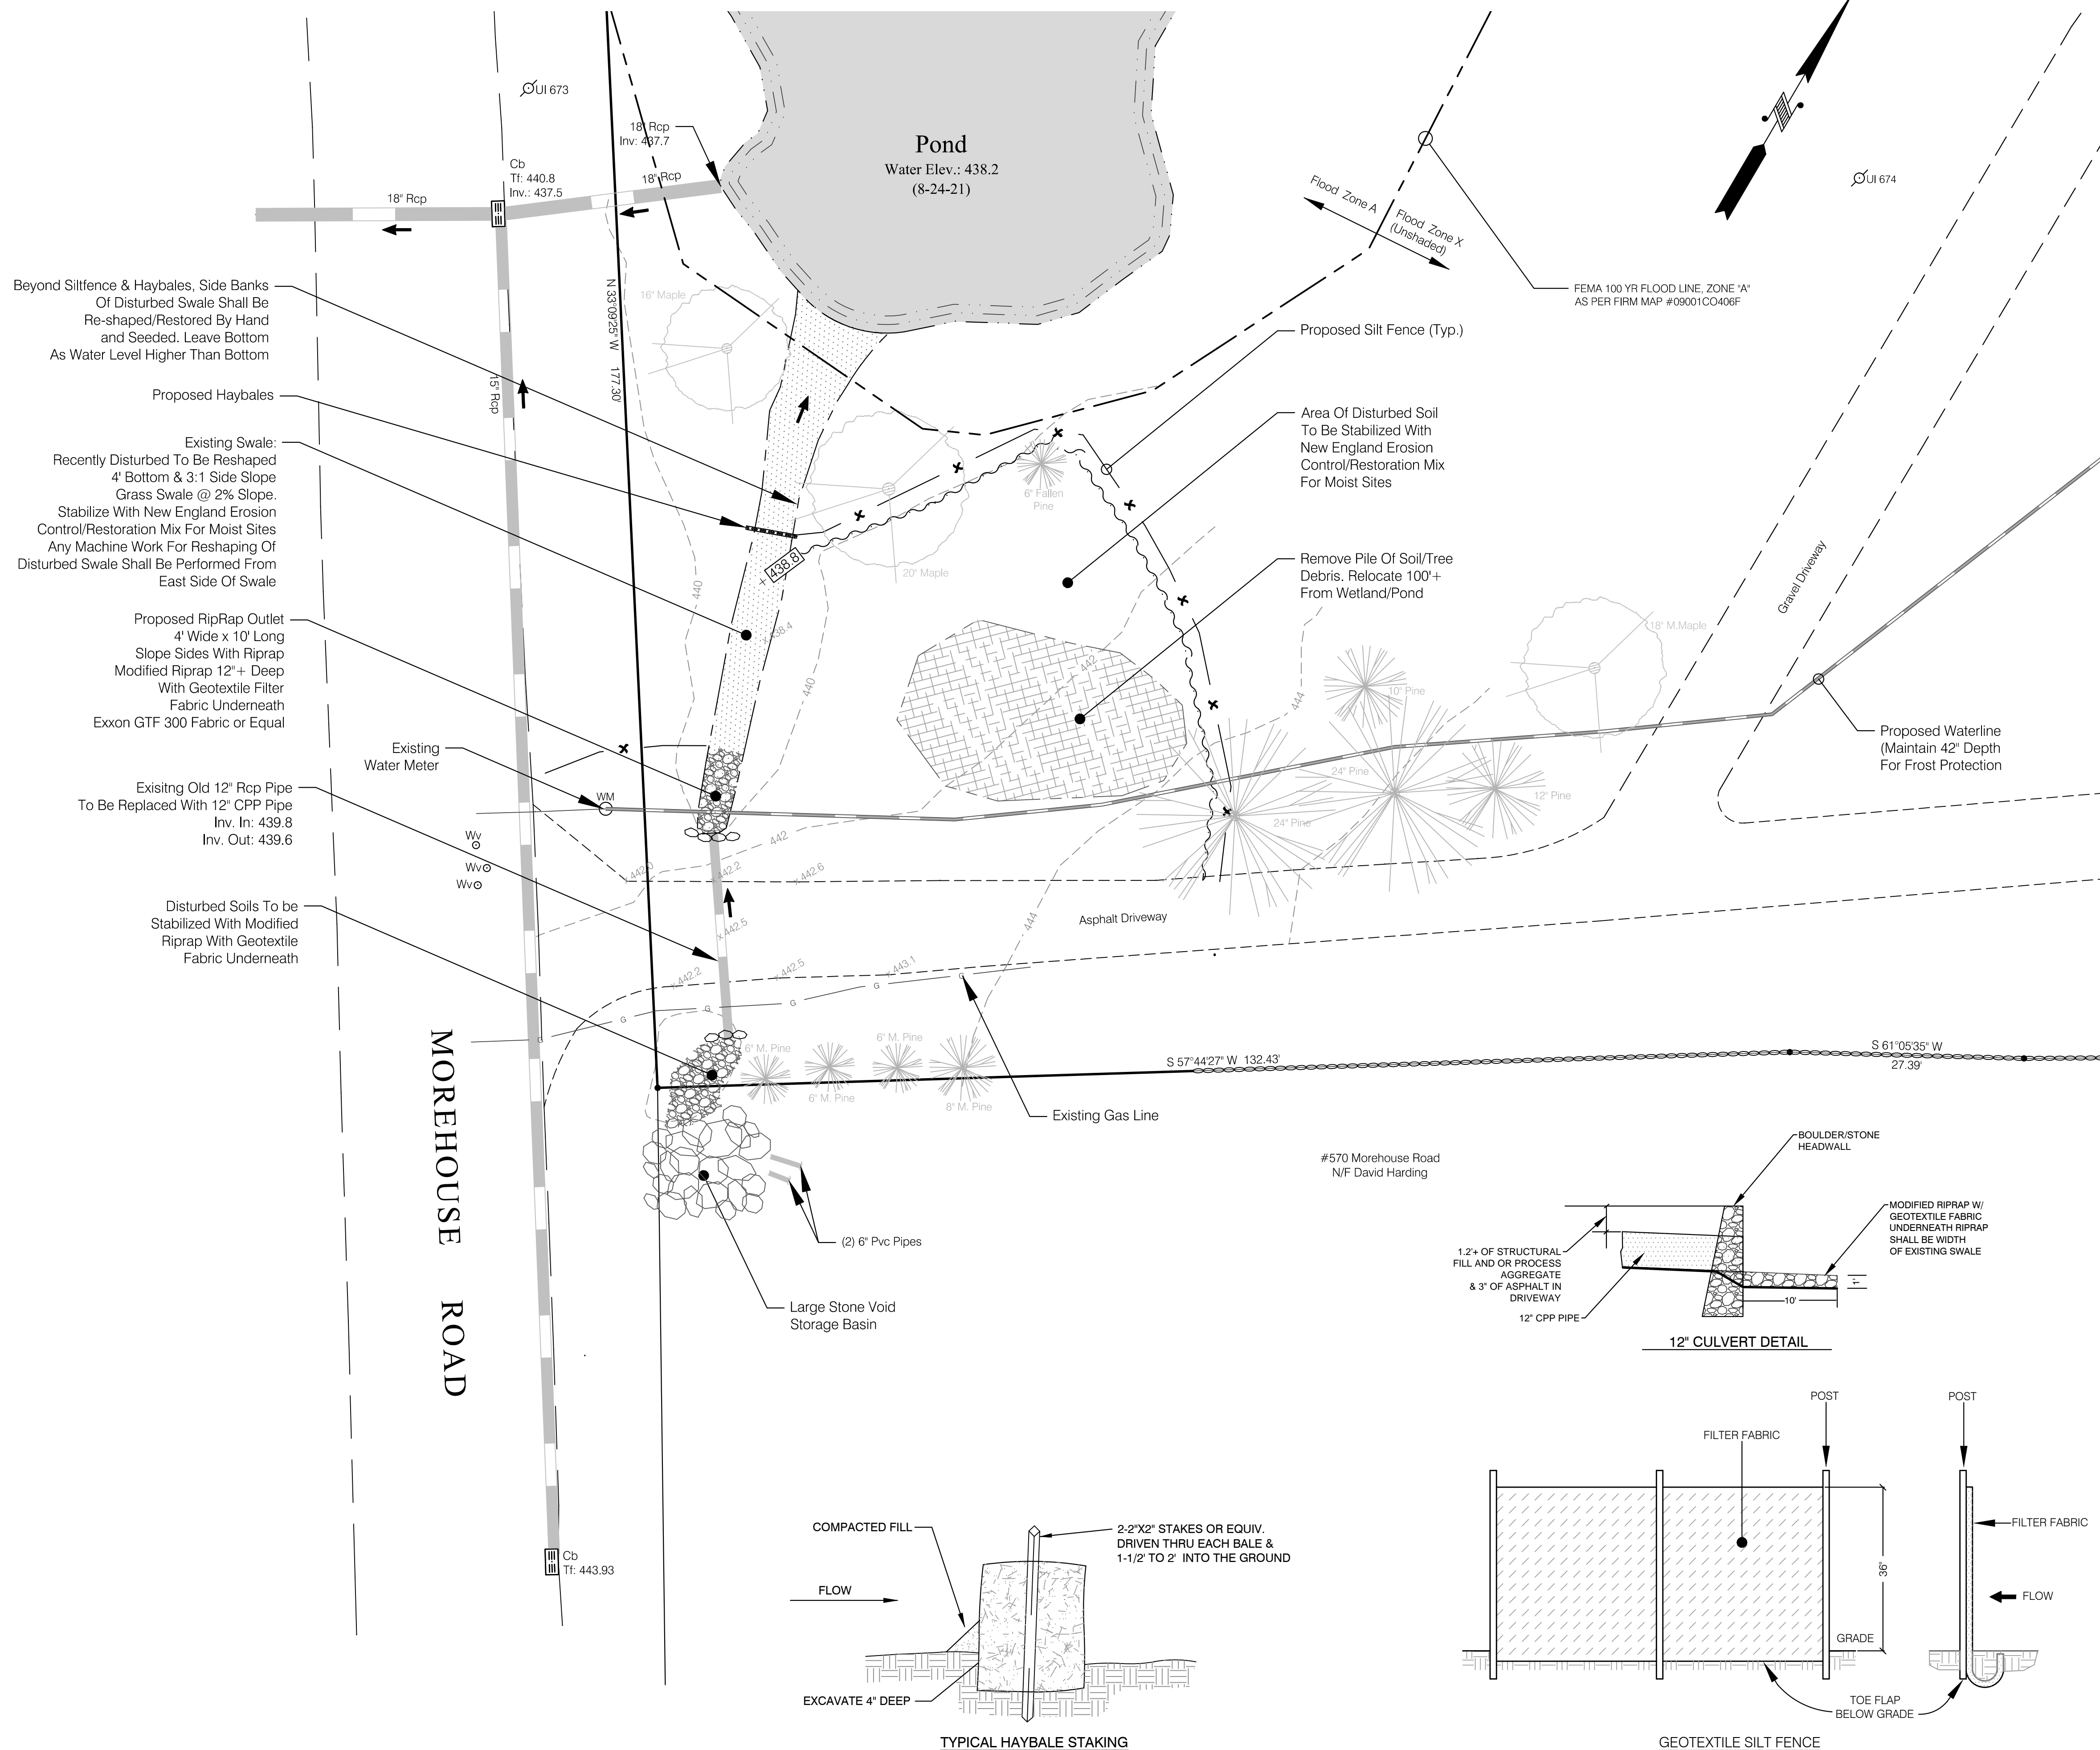 UI 673
18" Rcp
Inv: 437.7
Pond
Water Elev.: 438.2
(8-24-21)
Cb
Tf: 440.8
Inv.: 437.5
18" Rcp
18" Rcp
Flood Zone A
Flood Zone X
(Unshaded)
UI 674
FEMA 100 YR FLOOD LINE, ZONE "A"
AS PER FIRM MAP #09001CO406F
Beyond Siltfence & Haybales, Side Banks
Of Disturbed Swale Shall Be
Re-shaped/Restored By Hand
and Seeded. Leave Bottom
As Water Level Higher Than Bottom
N 33°09'25" W 177.30'
16" Maple
Proposed Silt Fence (Typ.)
15" Rcp
Proposed Haybales
Area Of Disturbed Soil
To Be Stabilized With
New England Erosion
Control/Restoration Mix
For Moist Sites
Existing Swale:
Recently Disturbed To Be Reshaped
4' Bottom & 3:1 Side Slope
Grass Swale @ 2% Slope.
Stabilize With New England Erosion
Control/Restoration Mix For Moist Sites
Any Machine Work For Reshaping Of
Disturbed Swale Shall Be Performed From
East Side Of Swale
6" Fallen
Pine
20" Maple
438.8
440
438.4
440
Remove Pile Of Soil/Tree
Debris. Relocate 100'+
From Wetland/Pond
Gravel Driveway
18" M.Maple
Proposed RipRap Outlet
4' Wide x 10' Long
Slope Sides With Riprap
Modified Riprap 12"+ Deep
With Geotextile Filter
Fabric Underneath
Exxon GTF 300 Fabric or Equal
442
444
10" Pine
Existing
Water Meter
WM
24" Pine
12" Pine
24" Pine
Proposed Waterline
(Maintain 42" Depth
For Frost Protection
Exisitng Old 12" Rcp Pipe
To Be Replaced With 12" CPP Pipe
Inv. In: 439.8
Inv. Out: 439.6
Wv
Wv
Wv
442
442.0
442.2
442.6
Disturbed Soils To be
Stabilized With Modified
Riprap With Geotextile
Fabric Underneath
442.5
444
Asphalt Driveway
442.2
442.5
443.1
G
G
G
G
G
G
6" M. Pine
6" M. Pine
6" M. Pine
8" M. Pine
S 57°44'27" W 132.43'
S 61°05'35" W
27.39'
Existing Gas Line
MOREHOUSE ROAD
#570 Morehouse Road
N/F David Harding
(2) 6" Pvc Pipes
Large Stone Void
Storage Basin
BOULDER/STONE
HEADWALL
MODIFIED RIPRAP W/
GEOTEXTILE FABRIC
UNDERNEATH RIPRAP
SHALL BE WIDTH
OF EXISTING SWALE
1.2'+ OF STRUCTURAL
FILL AND OR PROCESS
AGGREGATE
& 3" OF ASPHALT IN
DRIVEWAY
12" CPP PIPE
10'
1'
12" CULVERT DETAIL
Cb
Tf: 443.93
COMPACTED FILL
2-2"X2" STAKES OR EQUIV.
DRIVEN THRU EACH BALE &
1-1/2' TO 2' INTO THE GROUND
FLOW
EXCAVATE 4" DEEP
TYPICAL HAYBALE STAKING
POST
POST
FILTER FABRIC
FILTER FABRIC
36"
FLOW
GRADE
TOE FLAP
BELOW GRADE
GEOTEXTILE SILT FENCE